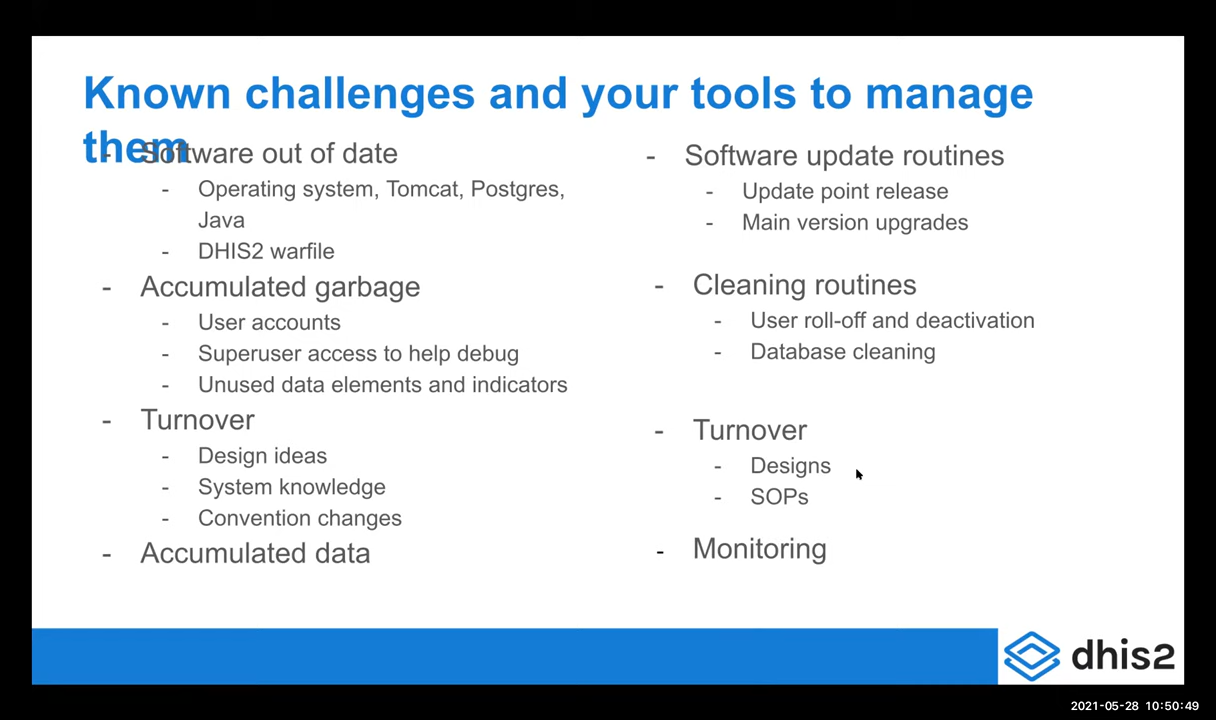 Known challenges and your tools to manage
them
- Software out of date
- Operating system, Tomcat, Postgres,
Java
- DHIS2 warfile
- Accumulated garbage
- User accounts
- Superuser access to help debug
- Unused data elements and indicators
- Turnover
- Design ideas
- System knowledge
- Convention changes
- Accumulated data
- Software update routines
- Update point release
- Main version upgrades
- Cleaning routines
- User roll-off and deactivation
- Database cleaning
- Turnover
- Designs
- SOPs
- Monitoring
dhis2
2021-05-28 10:50:49